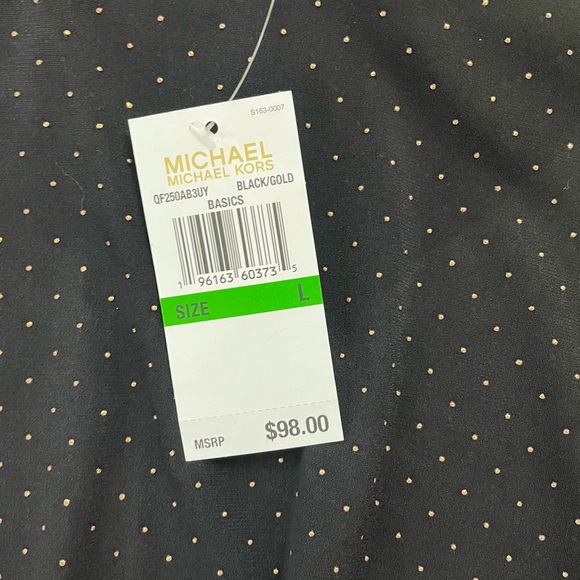 S163-0007
MICHAEL
MICHAEL KORS
QF250AB3UY BLACK/GOLD
BASICS
1 96163 60373 5
SIZE L
MSRP $98.00